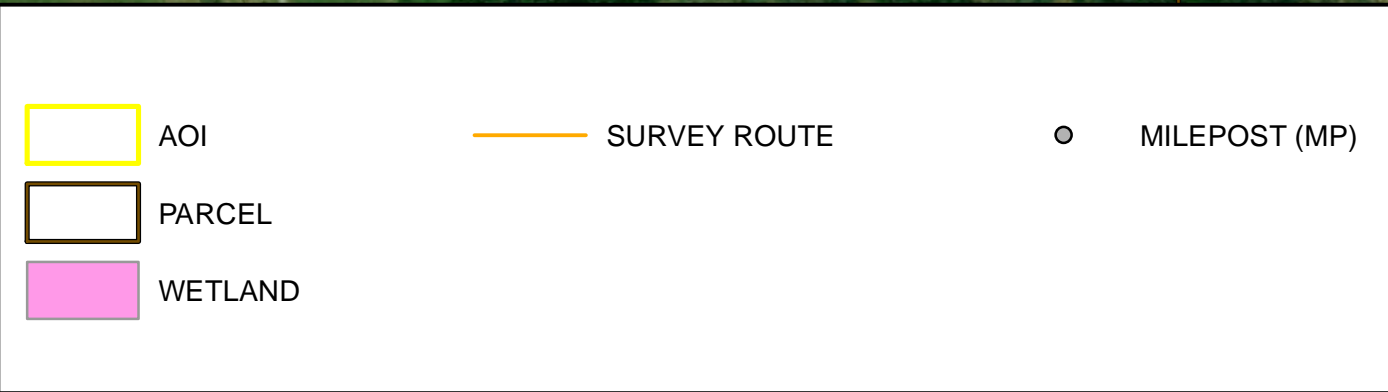 AOI
SURVEY ROUTE
MILEPOST (MP)
PARCEL
WETLAND